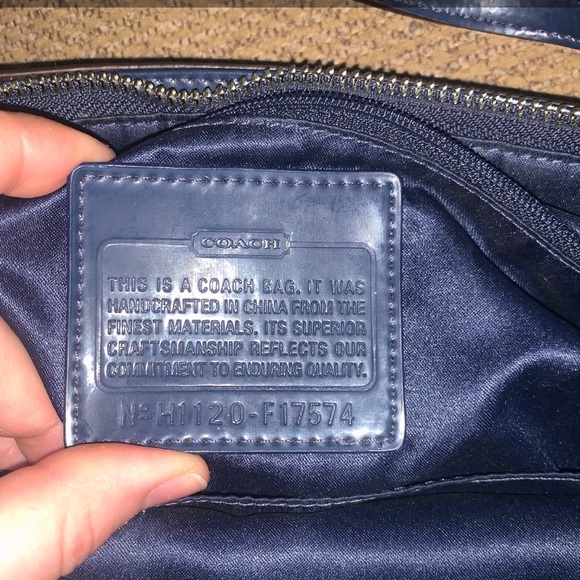 COACH
THIS IS A COACH BAG. IT WAS
HANDCRAFTED IN CHINA FROM THE
FINEST MATERIALS. ITS SUPERIOR
CRAFTSMANSHIP REFLECTS OUR
COMMITMENT TO ENDURING QUALITY.
Nº H1120-F17574